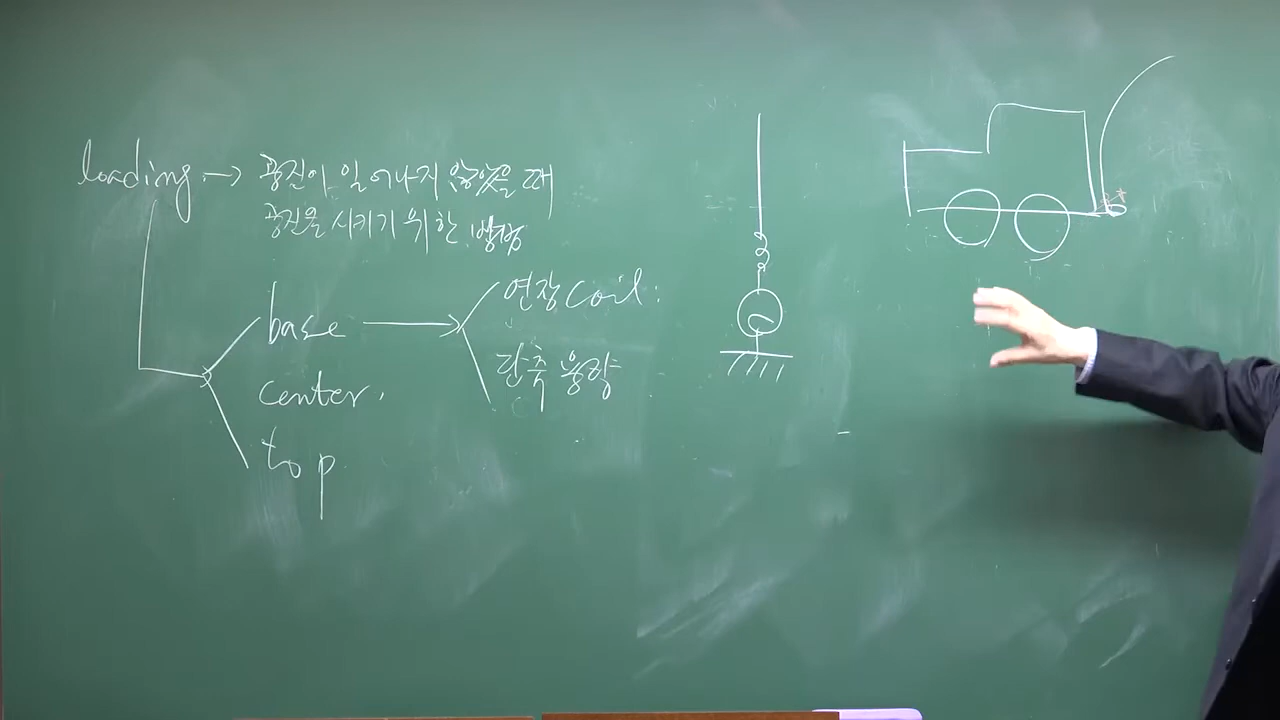 loading → 공진이 일어나지 않았을 때
공진을 시키기 위한 방법
base → 연장 coil
단축 용량
center
top